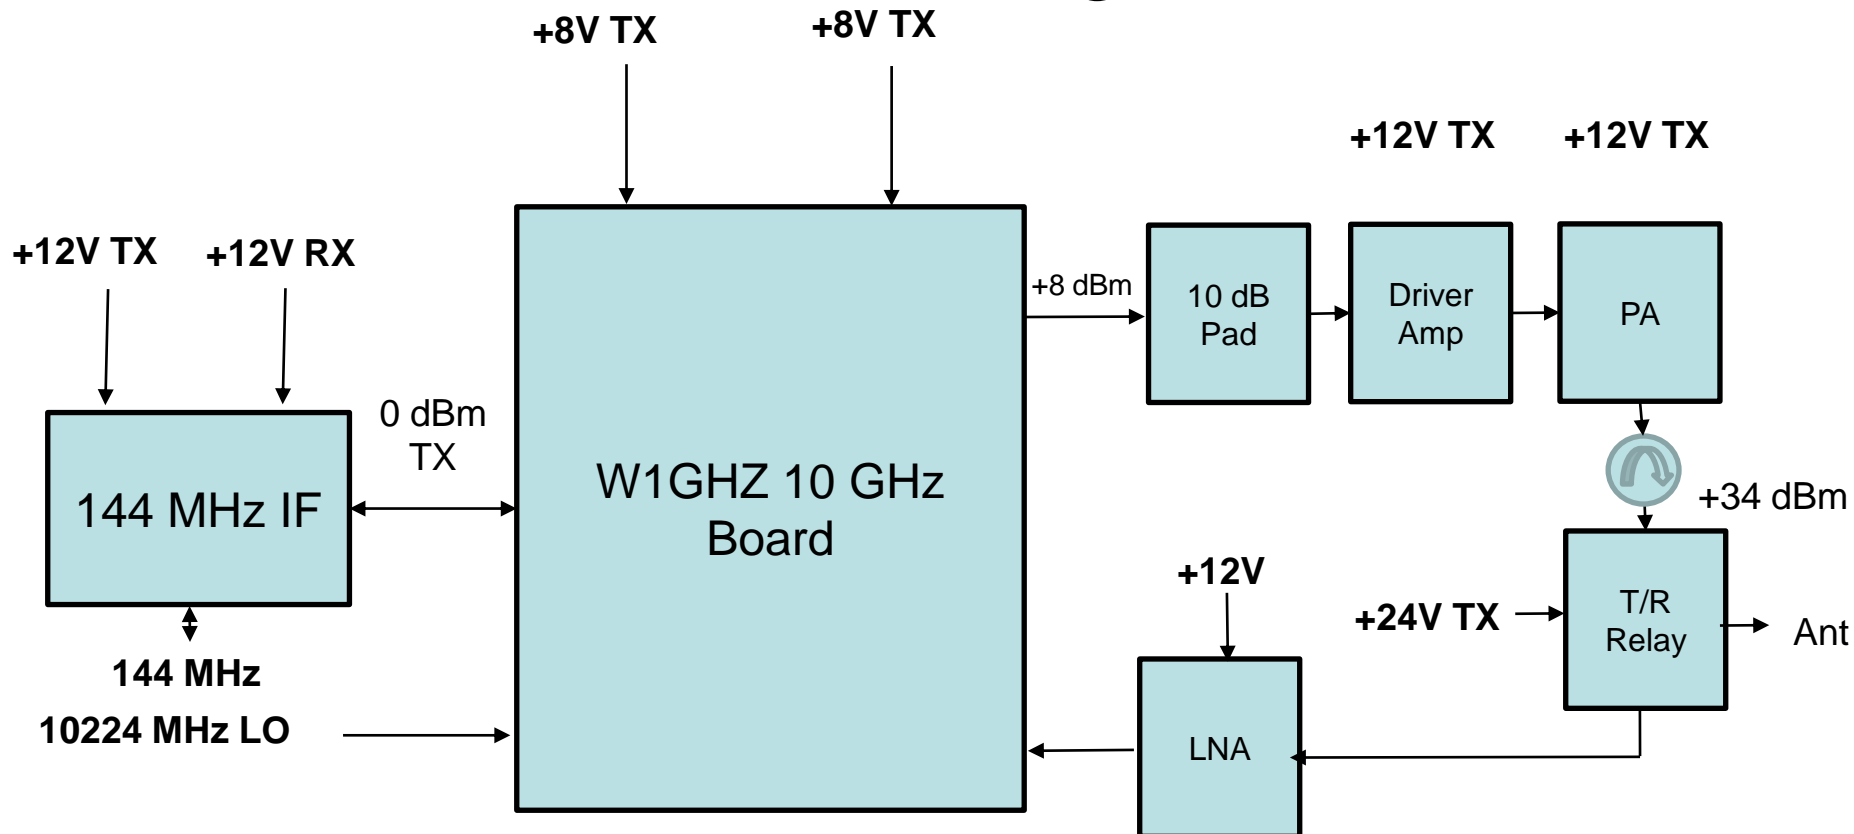 +8V TX
+8V TX
+12V TX
+12V TX
+12V TX
+12V RX
+8 dBm
10 dB
Pad
Driver
Amp
PA
0 dBm
TX
144 MHz IF
W1GHZ 10 GHz
Board
+34 dBm
+12V
+24V TX
T/R
Relay
Ant
144 MHz
10224 MHz LO
LNA